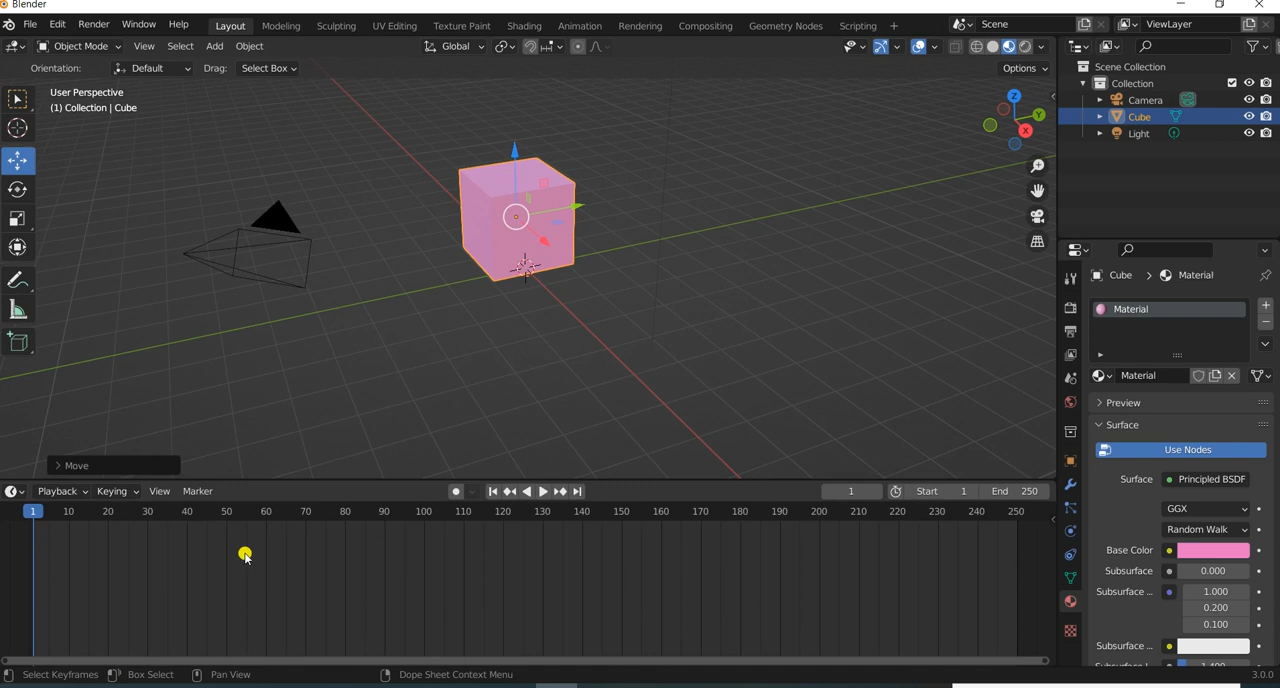 Blender
File Edit Render Window Help Layout Modeling Sculpting UV Editing Texture Paint Shading Animation Rendering Compositing Geometry Nodes Scripting + Scene ViewLayer
Object Mode View Select Add Object Global
Orientation: Default Drag: Select Box Options
User Perspective
(1) Collection | Cube
Z
Y
X
Scene Collection
Collection
Camera
Cube
Light
Cube > Material
Material
Material
Preview
Surface
Use Nodes
Surface Principled BSDF
GGX
Random Walk
Base Color
Subsurface 0.000
Subsurface ... 1.000
0.200
0.100
Subsurface ...
> Move
Playback Keying View Marker 1 Start 1 End 250
1 10 20 30 40 50 60 70 80 90 100 110 120 130 140 150 160 170 180 190 200 210 220 230 240 250
Select Keyframes Box Select Pan View Dope Sheet Context Menu 3.0.0